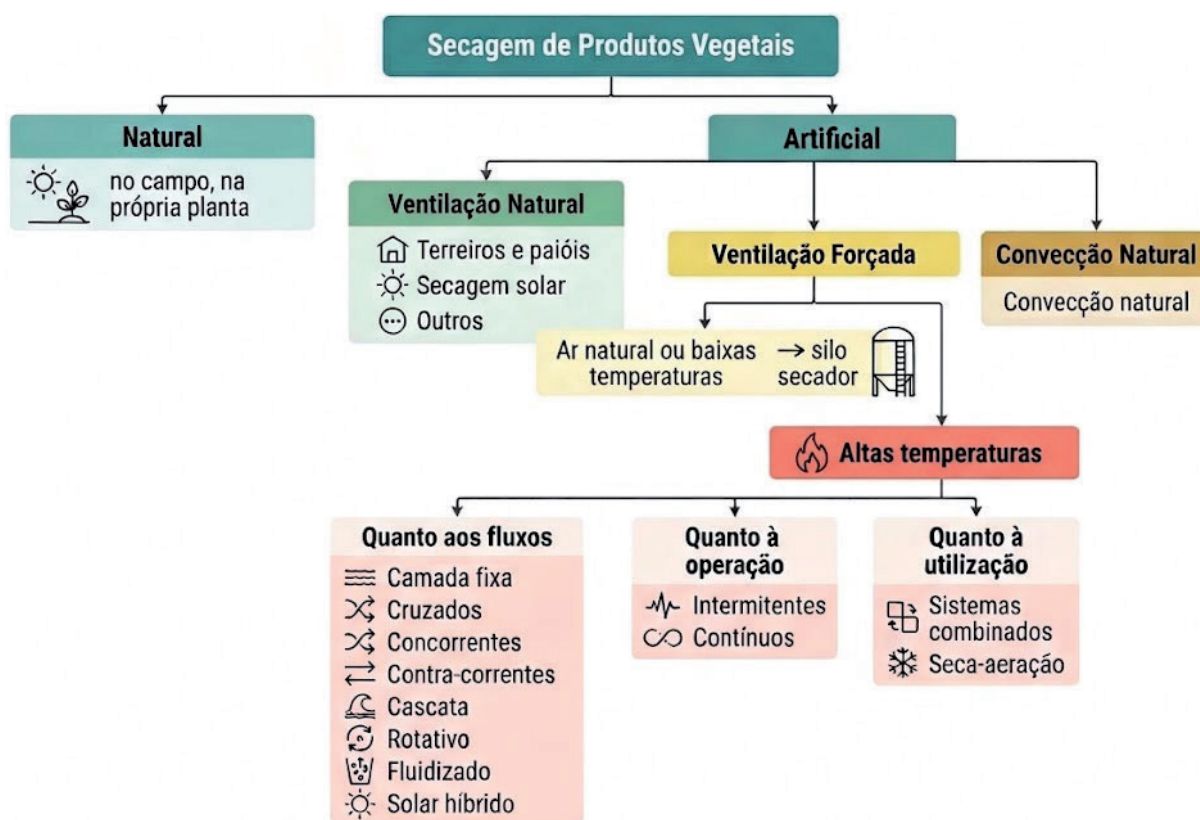 Secagem de Produtos Vegetais
Natural
no campo, na
própria planta
Artificial
Ventilação Natural
Terreiros e paióis
Secagem solar
Outros
Ventilação Forçada
Convecção Natural
Convecção natural
Ar natural ou baixas → silo
temperaturas secador
Altas temperaturas
Quanto aos fluxos
Camada fixa
Cruzados
Concorrentes
Contra-correntes
Cascata
Rotativo
Fluidizado
Solar híbrido
Quanto à
operação
Intermitentes
Contínuos
Quanto à
utilização
Sistemas
combinados
Seca-aeração